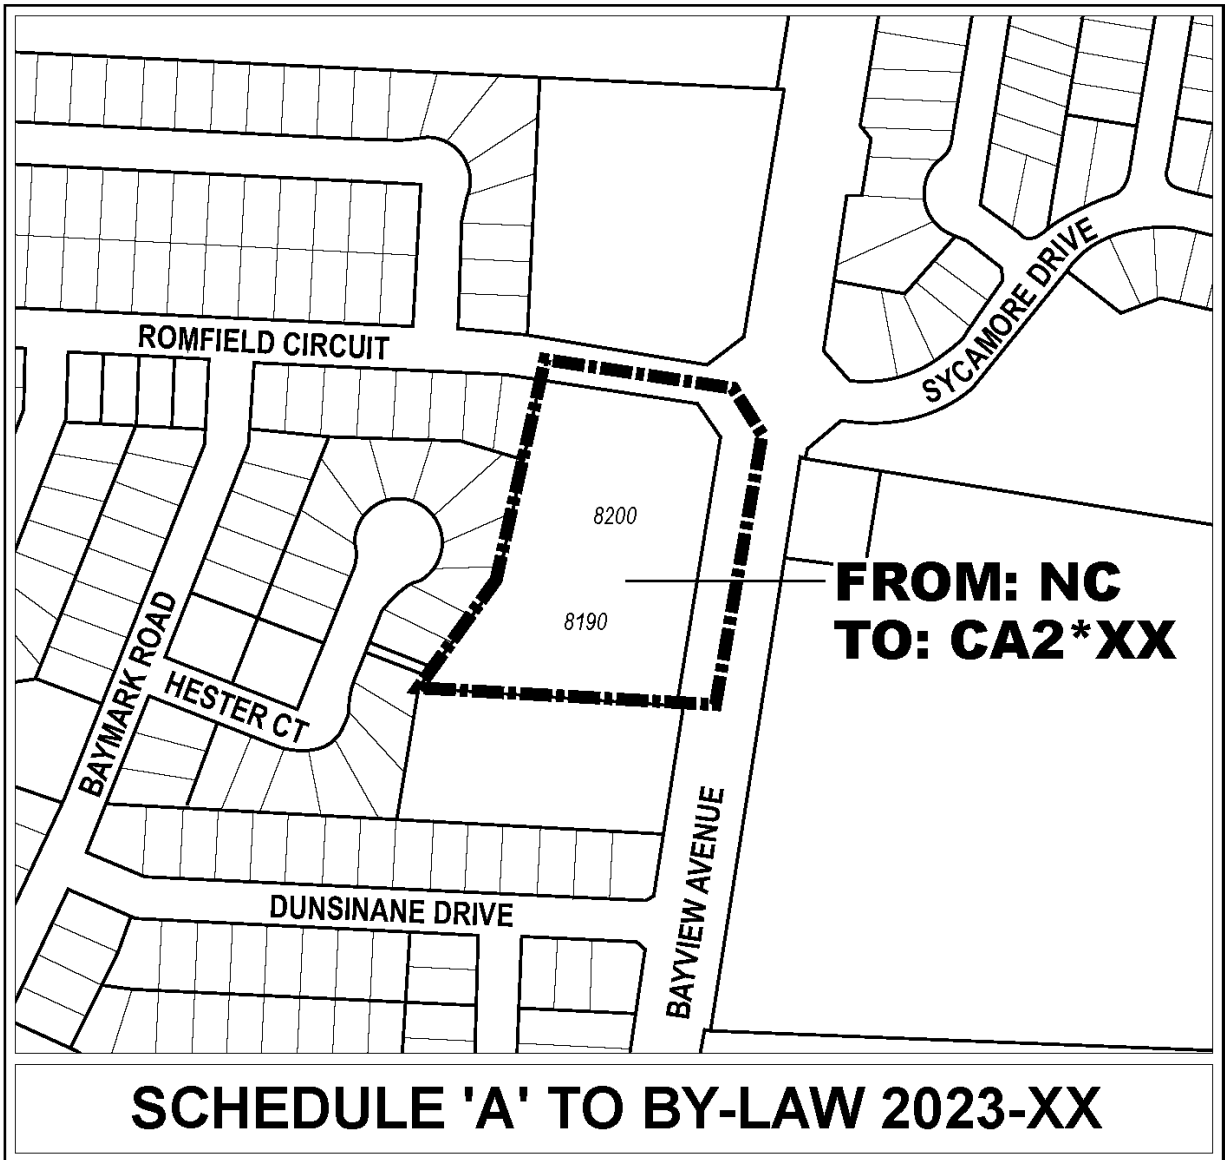 ROMFIELD CIRCUIT
SYCAMORE DRIVE
8200
FROM: NC
TO: CA2*XX
8190
BAYMARK ROAD
HESTER CT
BAYVIEW AVENUE
DUNSINANE DRIVE
SCHEDULE 'A' TO BY-LAW 2023-XX